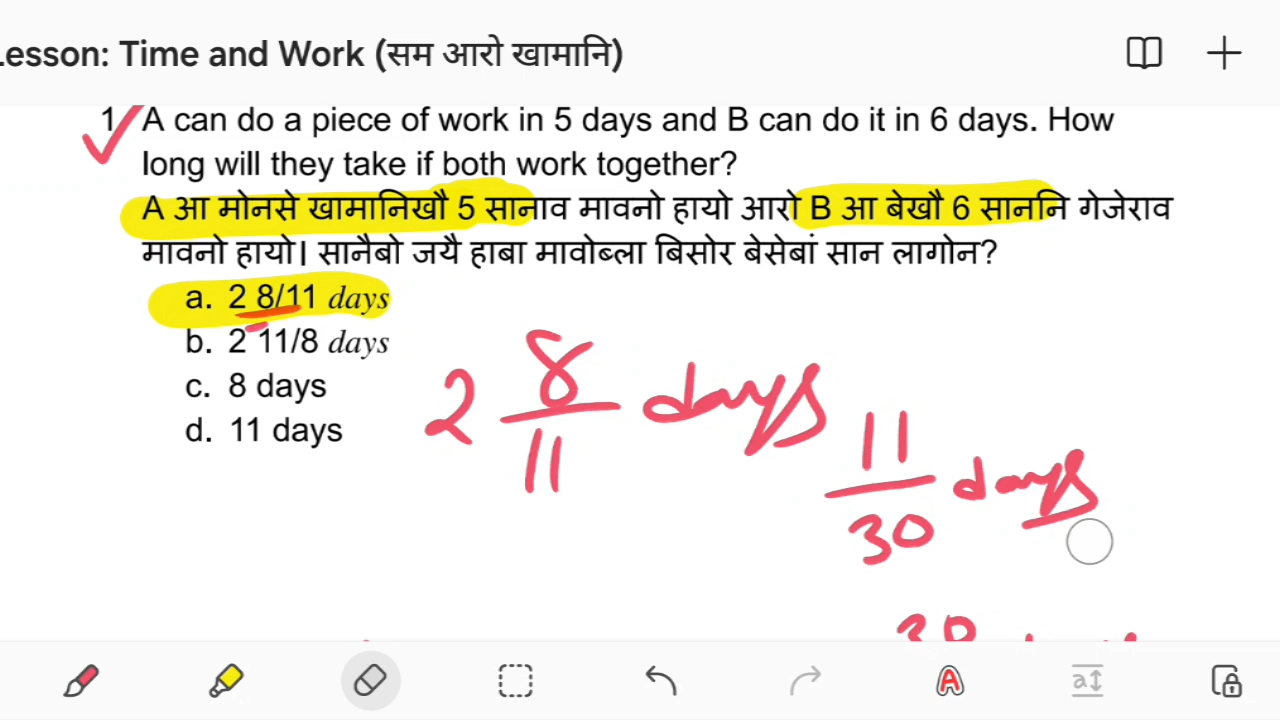 Lesson: Time and Work (सम आरो खामानि)
1 A can do a piece of work in 5 days and B can do it in 6 days. How
long will they take if both work together?
A आ मोनसे खामानिखौ 5 सानाव मावनो हायो आरो B आ बेखौ 6 साननि गेजेराव
मावनो हायो। सानैबो जयै हाबा मावोब्ला बिसोर बेसेबां सान लागोन?
a. 2 8/11 days
b. 2 11/8 days
c. 8 days
d. 11 days
2 8/11 days
11/30 days
30
A
a